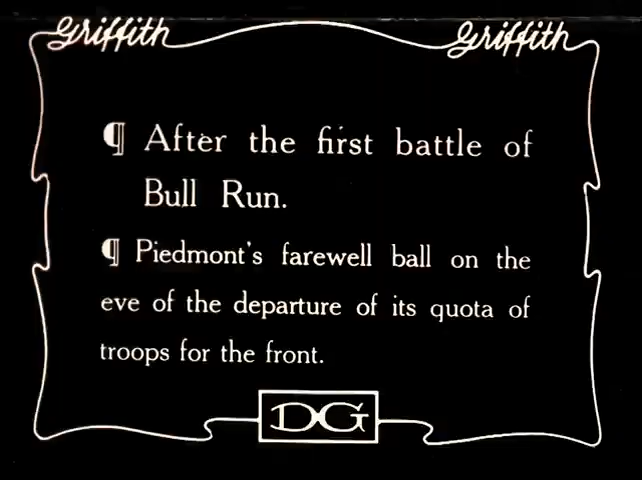 Griffith Griffith
¶ After the first battle of
Bull Run.
¶ Piedmont's farewell ball on the
eve of the departure of its quota of
troops for the front.
DG